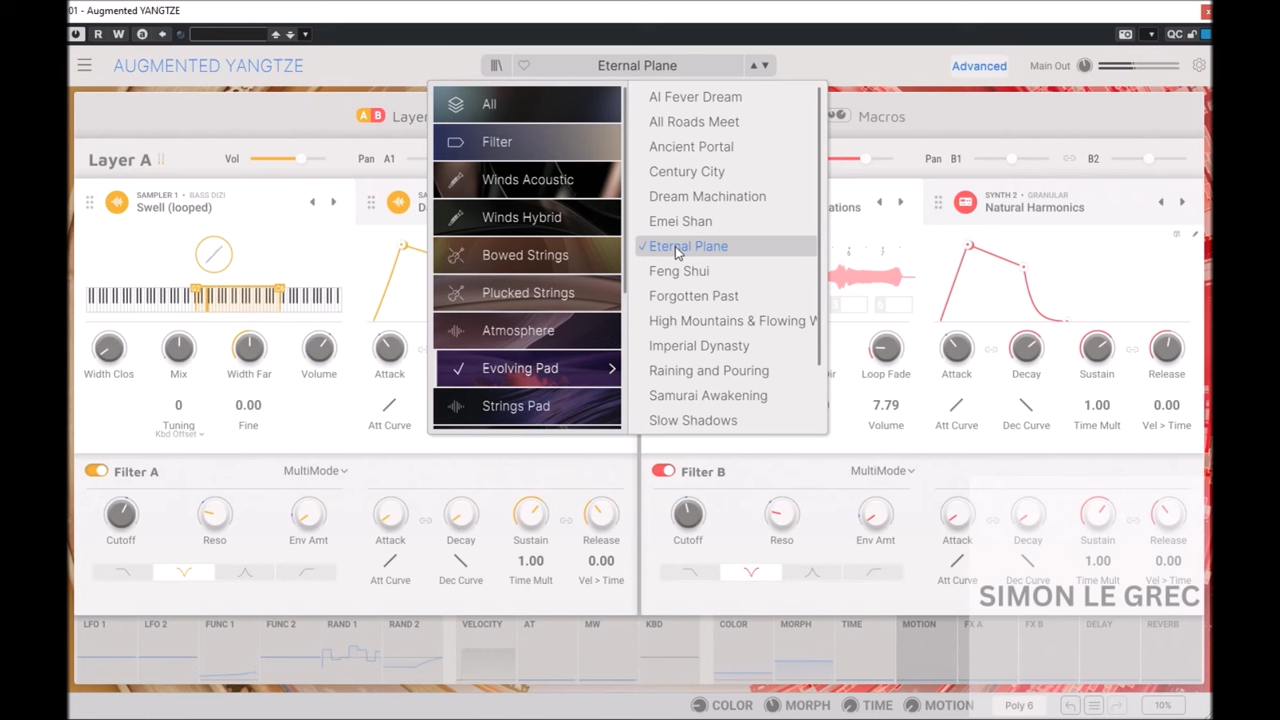 01 - Augmented YANGTZE
R W a QC
AUGMENTED YANGTZE
Eternal Plane
Advanced
Main Out
All
Filter
Winds Acoustic
Winds Hybrid
Bowed Strings
Plucked Strings
Atmosphere
Evolving Pad
Strings Pad
AI Fever Dream
All Roads Meet
Ancient Portal
Century City
Dream Machination
Emei Shan
Eternal Plane
Feng Shui
Forgotten Past
High Mountains & Flowing W
Imperial Dynasty
Raining and Pouring
Samurai Awakening
Slow Shadows
A B Laye
Macros
Layer A
Vol
Pan A1
Pan B1 B2
SAMPLER 1 • BASS DIZI
Swell (looped)
ations
SYNTH 2 • GRANULAR
Natural Harmonics
6 7
Width Clos Mix Width Far Volume Attack
0 0.00
Tuning Fine Att Curve
Kbd Offset
Loop Fade Attack Decay Sustain Release
7.79 1.00 0.00
Volume Att Curve Dec Curve Time Mult Vel > Time
Filter A MultiMode
Cutoff Reso Env Amt Attack Decay Sustain Release
1.00 0.00
Att Curve Dec Curve Time Mult Vel > Time
Filter B MultiMode
Cutoff Reso Env Amt Attack Decay Sustain Release
1.00 0.00
Att Curve Dec Curve Time Mult Vel > Time
SIMON LE GREC
LFO 1 LFO 2 FUNC 1 FUNC 2 RAND 1 RAND 2 VELOCITY AT MW KBD COLOR MORPH TIME MOTION FX A FX B DELAY REVERB
COLOR MORPH TIME MOTION Poly 6 10%